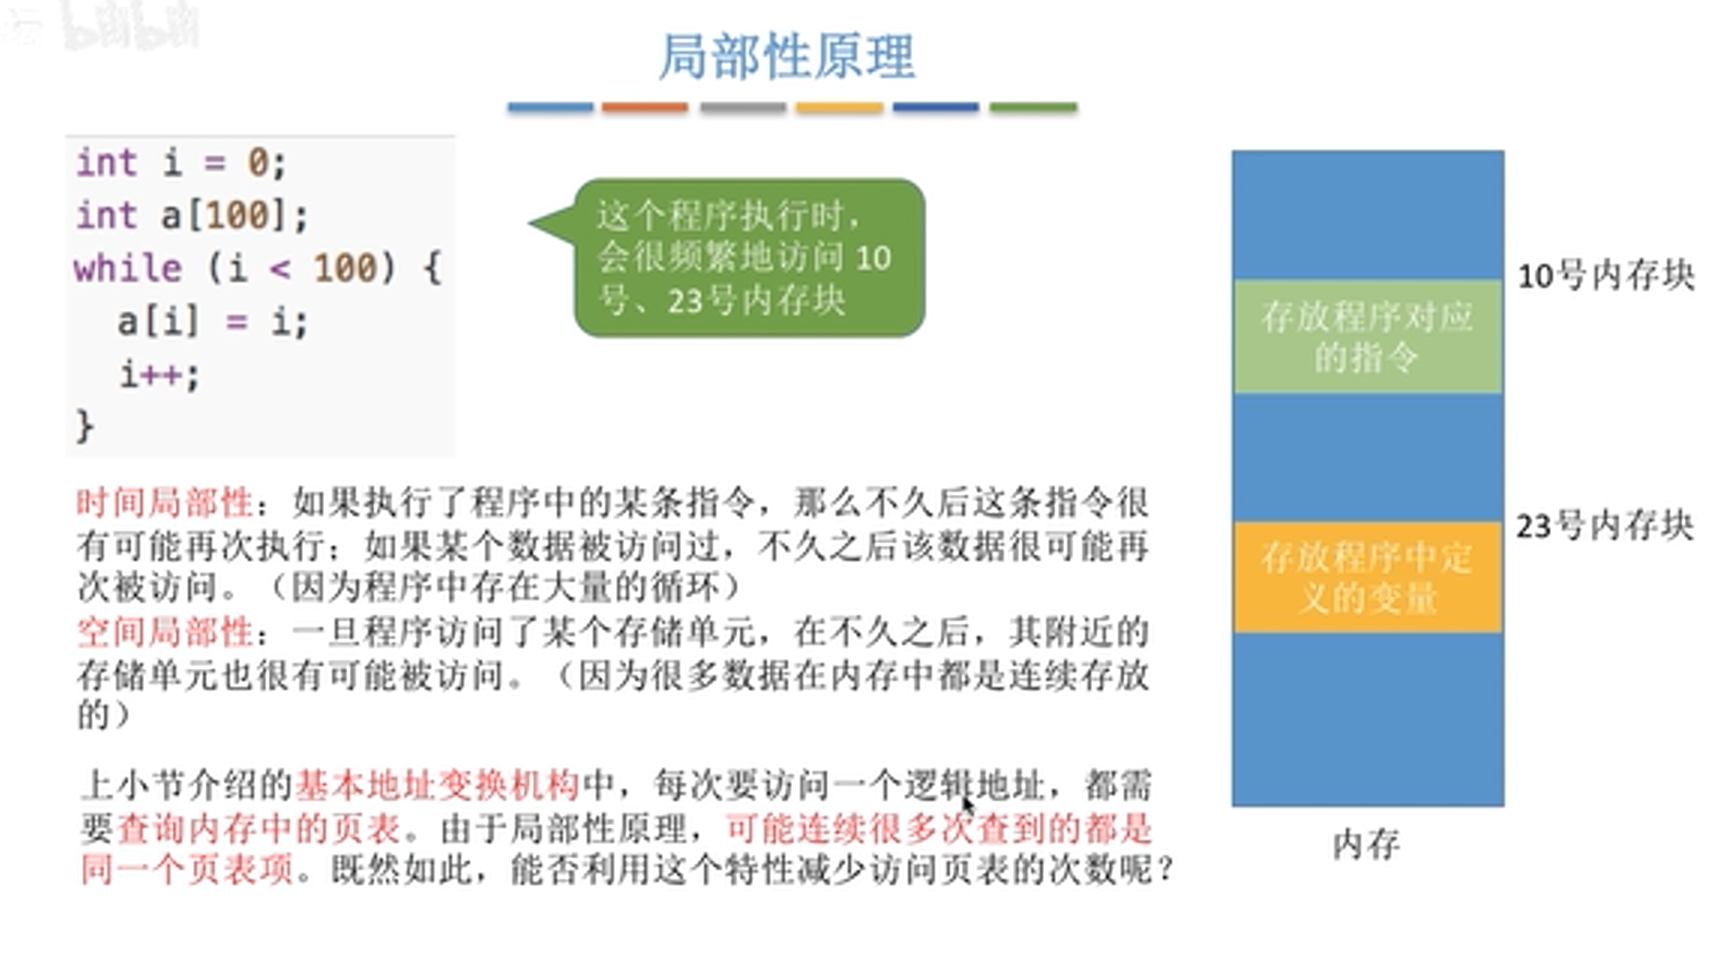 bilibili
局部性原理
int i = 0;
int a[100];
while (i < 100) {
  a[i] = i;
  i++;
}
这个程序执行时，
会很频繁地访问 10
号、23号内存块
时间局部性：如果执行了程序中的某条指令，那么不久后这条指令很
有可能再次执行；如果某个数据被访问过，不久之后该数据很可能再
次被访问。（因为程序中存在大量的循环）
空间局部性：一旦程序访问了某个存储单元，在不久之后，其附近的
存储单元也很有可能被访问。（因为很多数据在内存中都是连续存放
的）
上小节介绍的基本地址变换机构中，每次要访问一个逻辑地址，都需
要查询内存中的页表。由于局部性原理，可能连续很多次查到的都是
同一个页表项。既然如此，能否利用这个特性减少访问页表的次数呢？
10号内存块
存放程序对应
的指令
23号内存块
存放程序中定
义的变量
内存